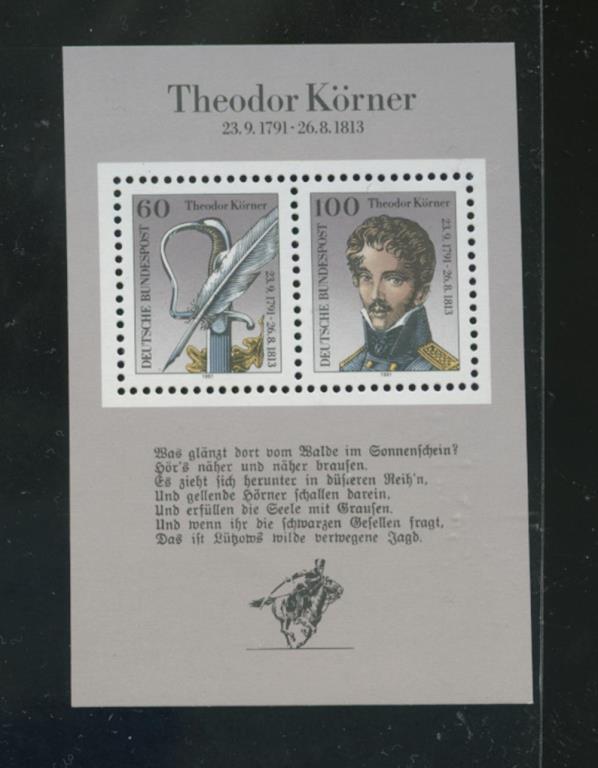 Theodor Körner
23.9.1791 - 26.8.1813
60 Theodor Körner
DEUTSCHE BUNDESPOST
23.9.1791 - 26.8.1813
1991
100 Theodor Körner
DEUTSCHE BUNDESPOST
23.9.1791 - 26.8.1813
1991
Was glänzt dort vom Walde im Sonnenschein?
Hör's näher und näher brausen.
Es zieht sich herunter in düsteren Reih'n,
Und gellende Hörner schallen darein,
Und erfüllen die Seele mit Grausen.
Und wenn ihr die schwarzen Gesellen fragt,
Das ist Lützows wilde verwegene Jagd.